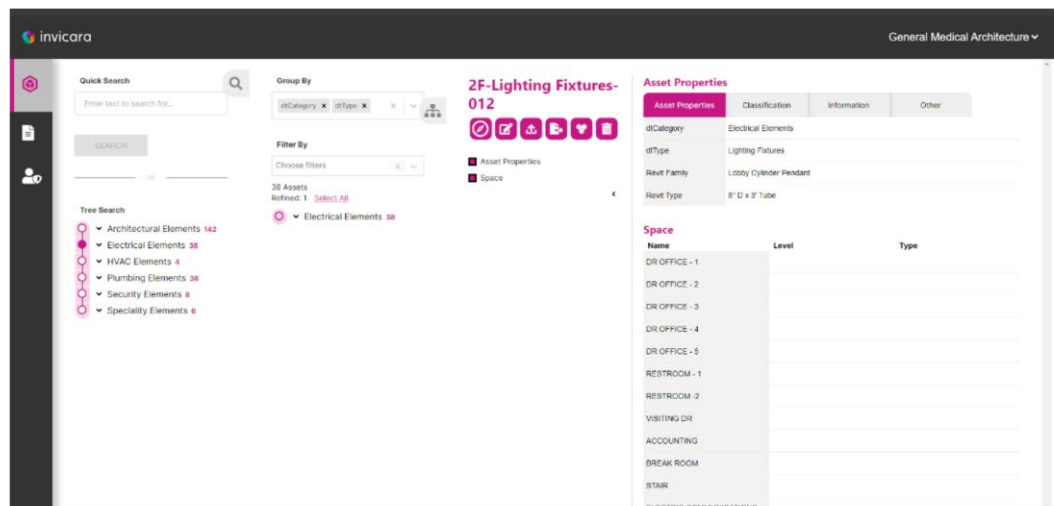 invicara
General Medical Architecture
Quick Search
Enter text to search for...
SEARCH
OR
Tree Search
Architectural Elements 142
Electrical Elements 38
HVAC Elements 4
Plumbing Elements 38
Security Elements 8
Speciality Elements 6
Group By
dtCategory x dtType x
Filter By
Choose filters
38 Assets
Refined: 1 Select All
Electrical Elements 38
2F-Lighting Fixtures-
012
Asset Properties
Space
Asset Properties
Asset Properties Classification Information Other
dtCategory Electrical Elements
dtType Lighting Fixtures
Revit Family Lobby Cylinder Pendant
Revit Type 8" D x 3' Tube
Space
Name Level Type
DR OFFICE - 1
DR OFFICE - 2
DR OFFICE - 3
DR OFFICE - 4
DR OFFICE - 5
RESTROOM - 1
RESTROOM -2
VISITING DR
ACCOUNTING
BREAK ROOM
STAIR